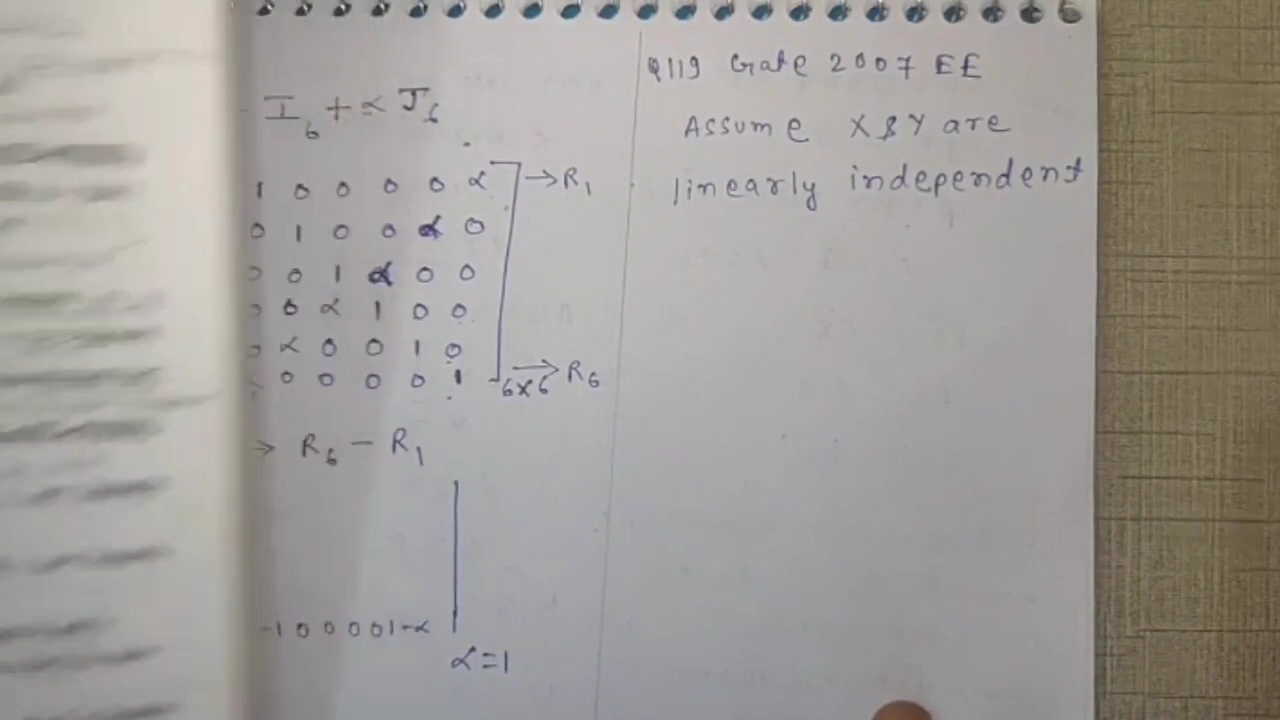 I6 + α J6
1 0 0 0 0 α → R1
0 1 0 0 α 0
0 0 1 α 0 0
0 0 α 1 0 0
0 α 0 0 1 0
0 0 0 0 1 6×6 → R6
→ R6 − R1
-1 0 0 0 0 1-α
α = 1
Q119 Gate 2007 EE
Assume X & Y are
linearly independent